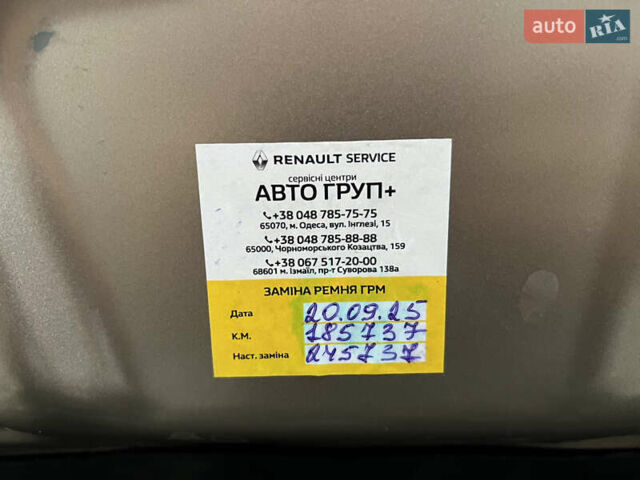 auto RIA.com
RENAULT SERVICE
сервісні центри
АВТО ГРУП+
+38 048 785-75-75
65070, м. Одеса, вул. Інглезі, 15
+38 048 785-88-88
65000, Чорноморського Козацтва, 159
+38 067 517-20-00
68601 м. Ізмаїл, пр-т Суворова 138а
ЗАМІНА РЕМНЯ ГРМ
Дата 20.09.25
К.М. 185737
Наст. заміна 245737